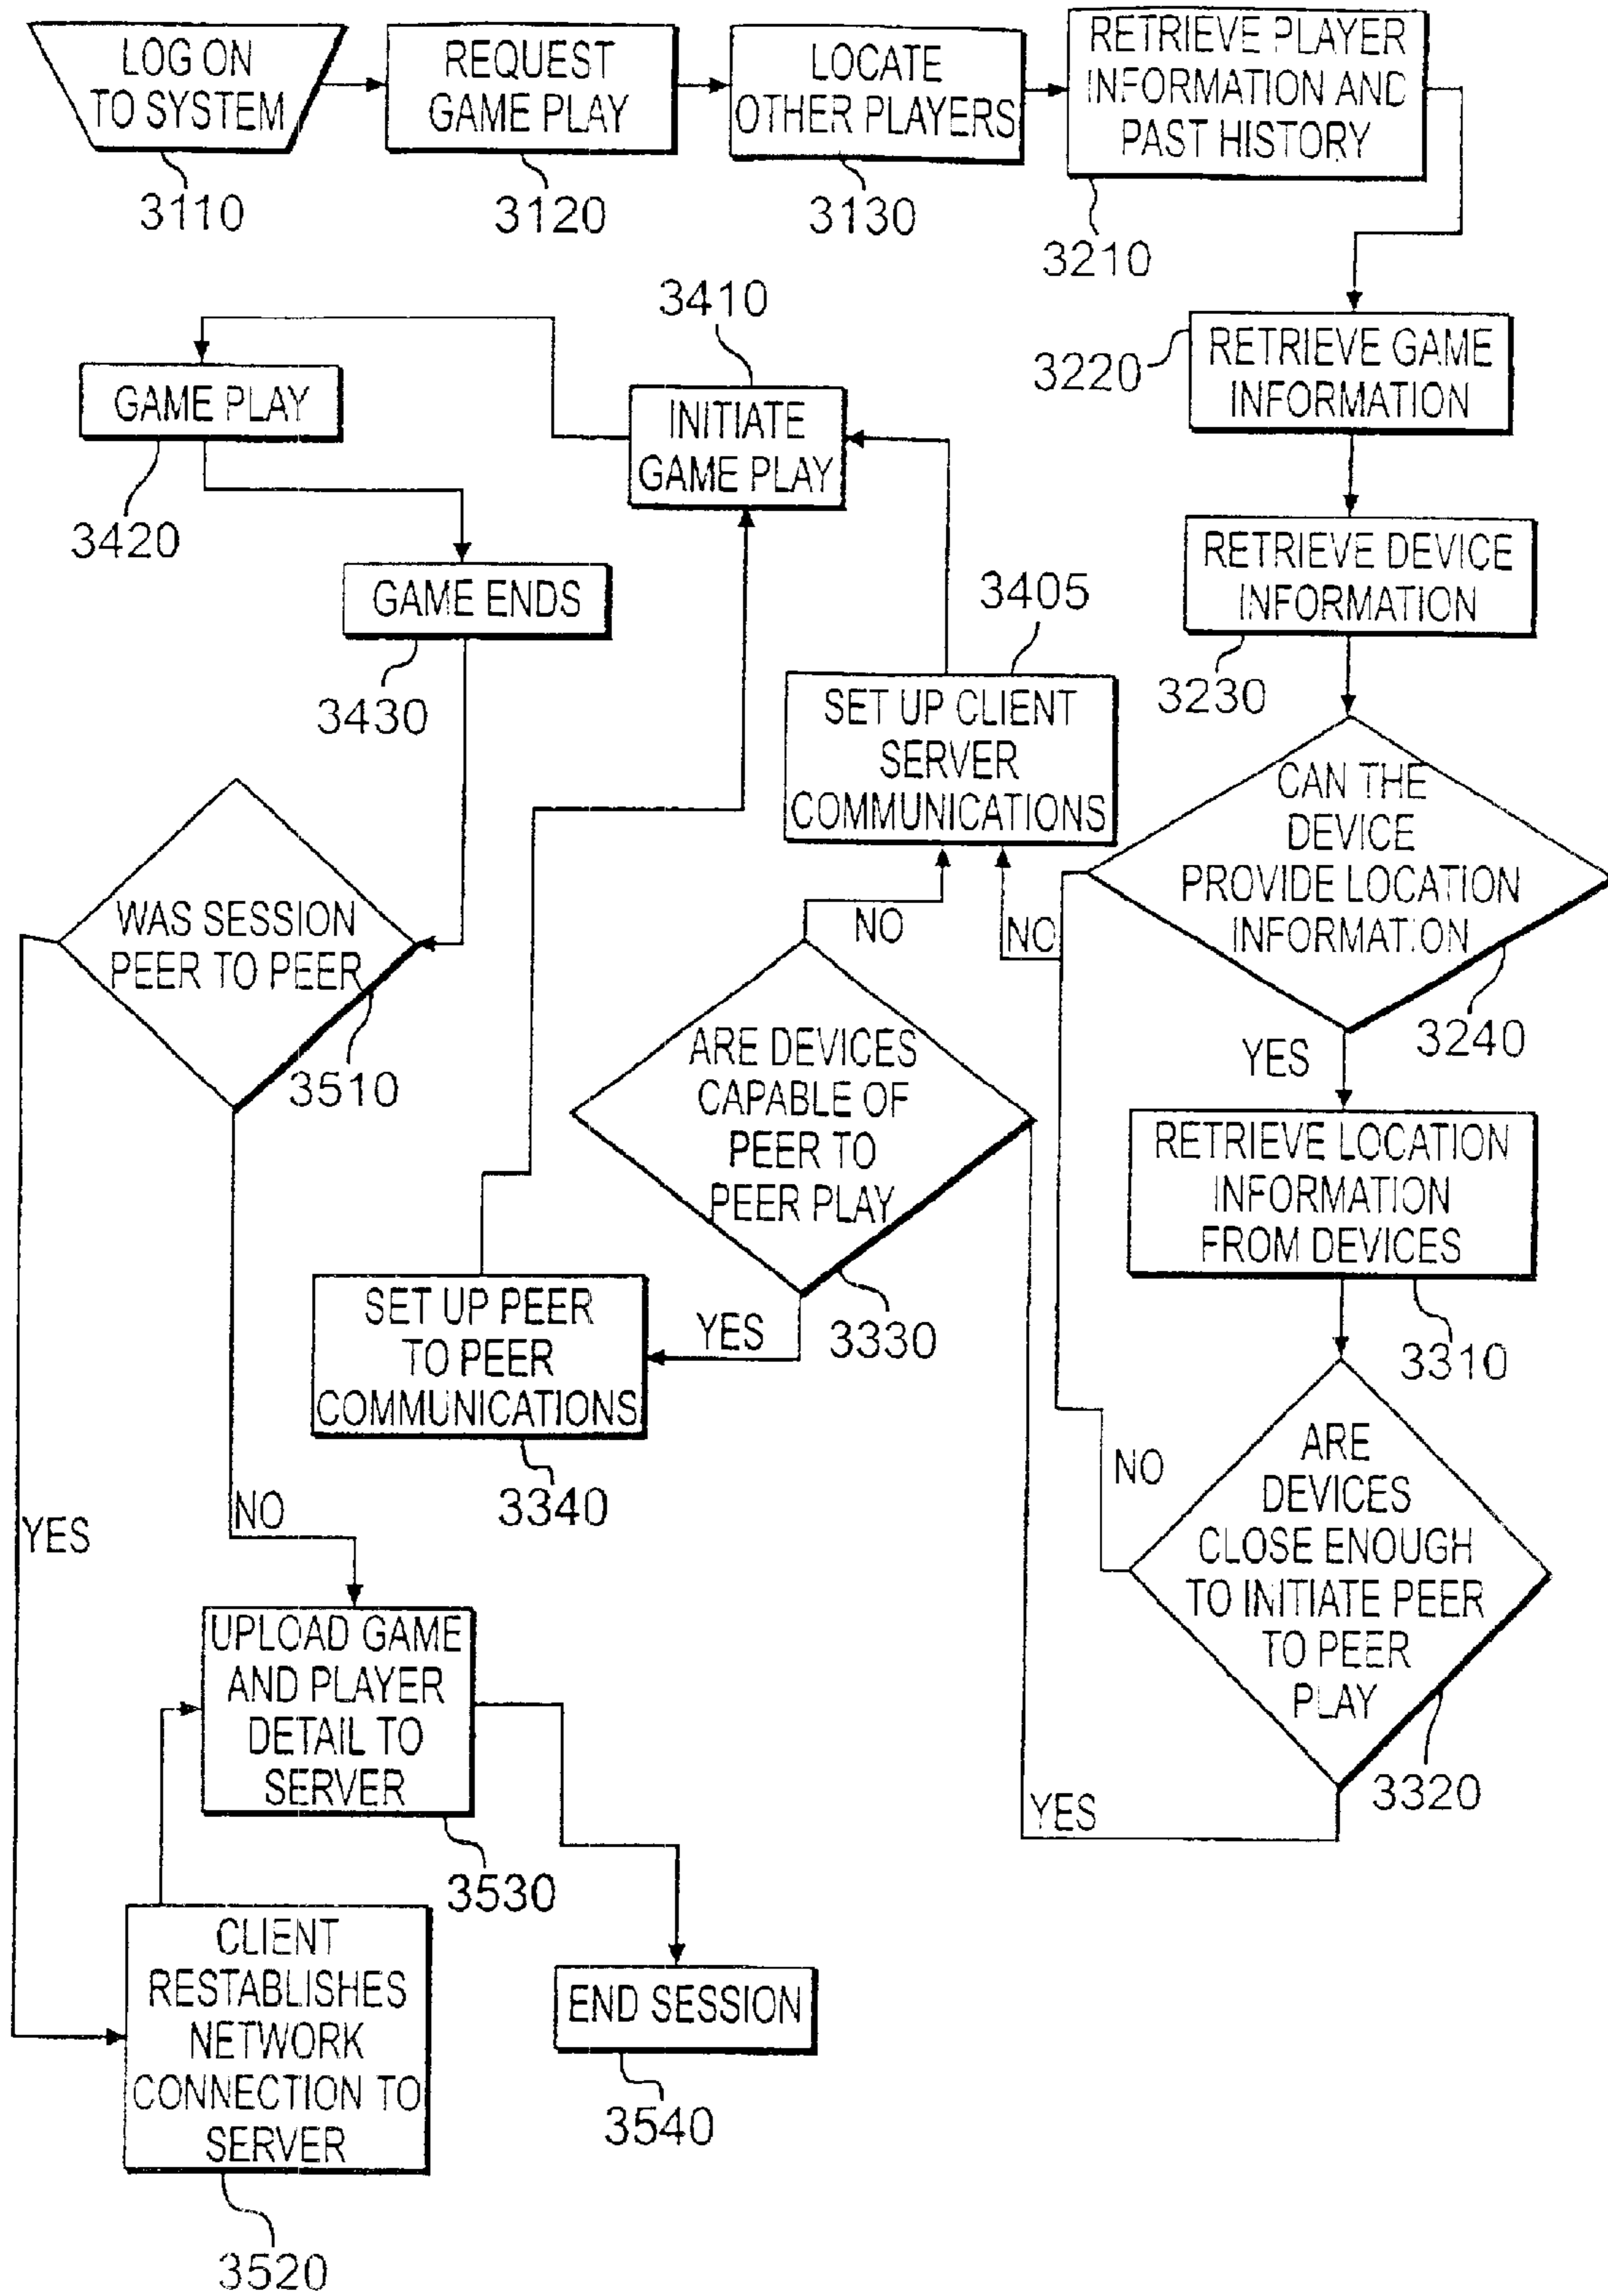 LOG ON
TO SYSTEM
3110
REQUEST
GAME PLAY
3120
LOCATE
OTHER PLAYERS
3130
RETRIEVE PLAYER
INFORMATION AND
PAST HISTORY
3210
RETRIEVE GAME
INFORMATION
3220
RETRIEVE DEVICE
INFORMATION
3230
CAN THE
DEVICE
PROVIDE LOCATION
INFORMATION
3240
YES
NO
RETRIEVE LOCATION
INFORMATION
FROM DEVICES
3310
ARE
DEVICES
CLOSE ENOUGH
TO INITIATE PEER
TO PEER
PLAY
3320
NO
YES
ARE DEVICES
CAPABLE OF
PEER TO
PEER PLAY
3330
NO
YES
SET UP PEER
TO PEER
COMMUNICATIONS
3340
3405
SET UP CLIENT
SERVER
COMMUNICATIONS
3410
INITIATE
GAME PLAY
GAME PLAY
3420
GAME ENDS
3430
WAS SESSION
PEER TO PEER
3510
NO
YES
UPLOAD GAME
AND PLAYER
DETAIL TO
SERVER
3530
CLIENT
RESTABLISHES
NETWORK
CONNECTION TO
SERVER
3520
END SESSION
3540